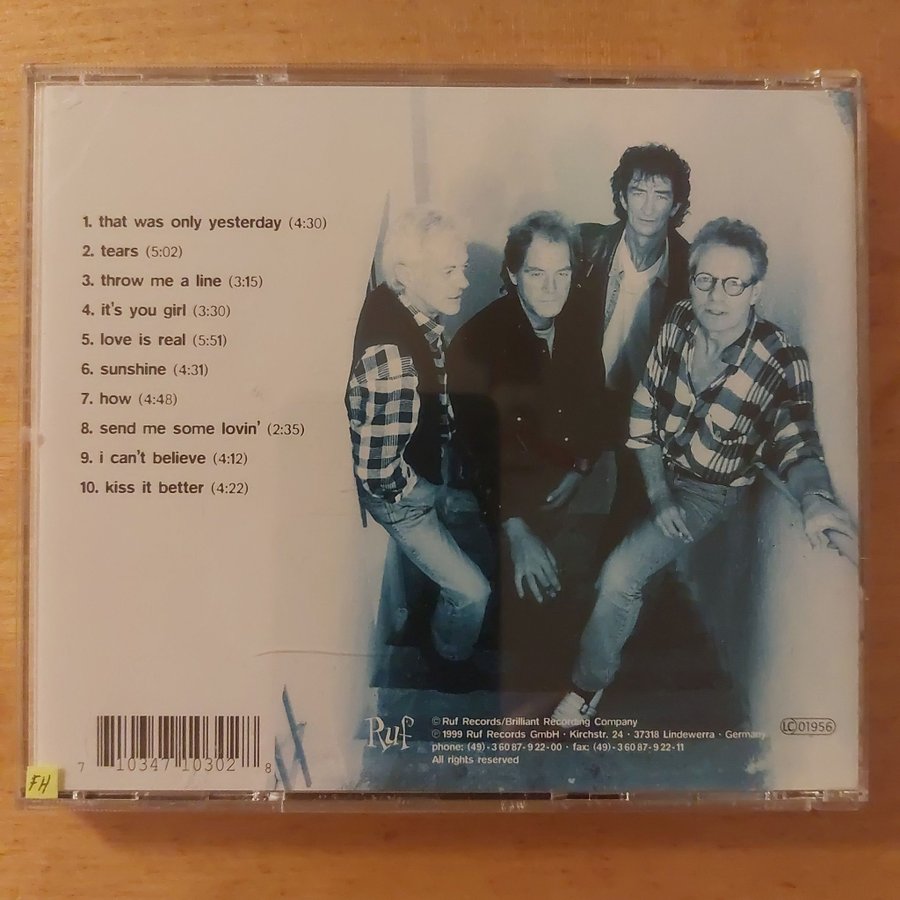 1. that was only yesterday (4:30)
2. tears (5:02)
3. throw me a line (3:15)
4. it's you girl (3:30)
5. love is real (5:51)
6. sunshine (4:31)
7. how (4:48)
8. send me some lovin' (2:35)
9. i can't believe (4:12)
10. kiss it better (4:22)
7 10347 10302 8
FH
Ruf
© Ruf Records/Brilliant Recording Company
℗ 1999 Ruf Records GmbH · Kirchstr. 24 · 37318 Lindewerra · Germany
phone: (49) · 3 60 87 - 9 22 - 00 · fax: (49) - 3 60 87 - 9 22 - 11
All rights reserved
LC 01956